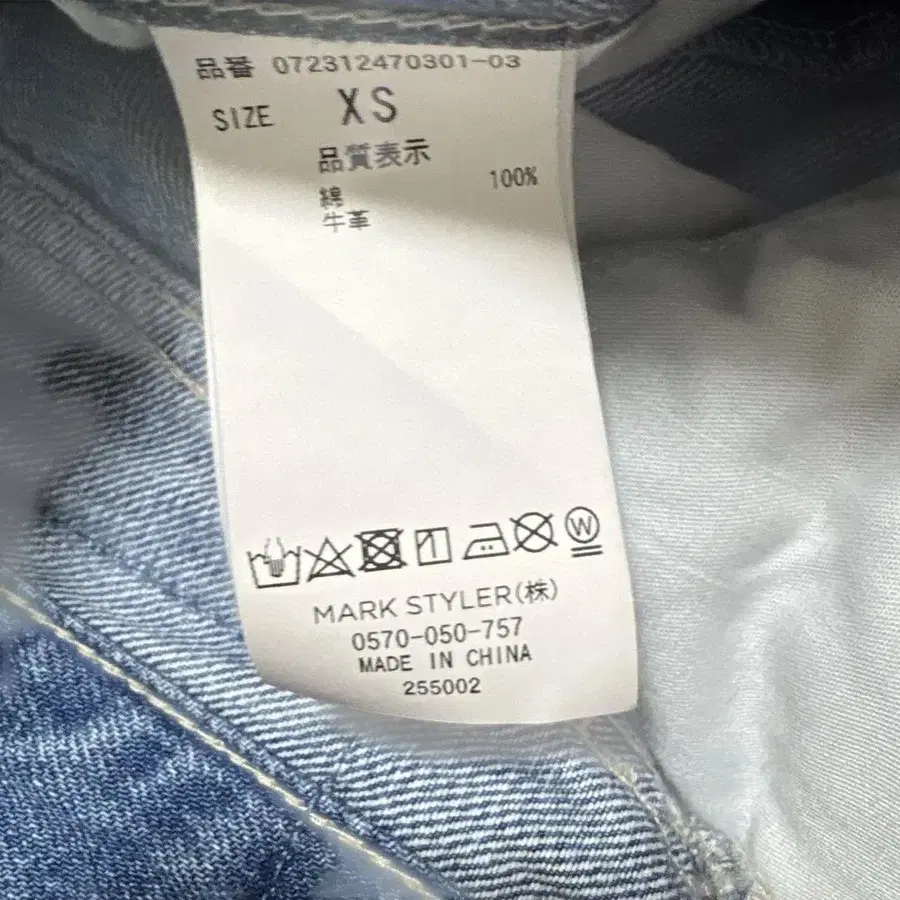 品番 072312470301-03
SIZE XS
品質表示
綿 100%
牛革
W
MARK STYLER(株)
0570-050-757
MADE IN CHINA
255002